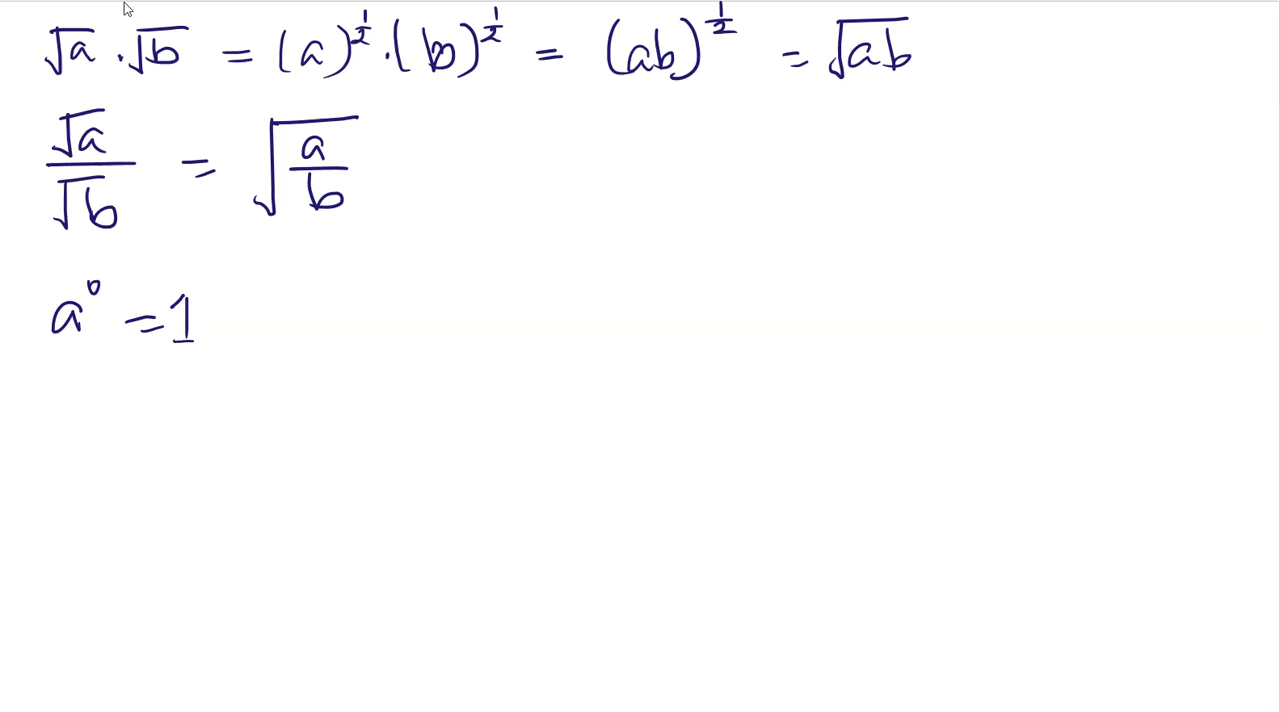 √a · √b = (a)^{1/2} · (b)^{1/2} = (ab)^{1/2} = √ab
√a/√b = √(a/b)
a⁰ = 1